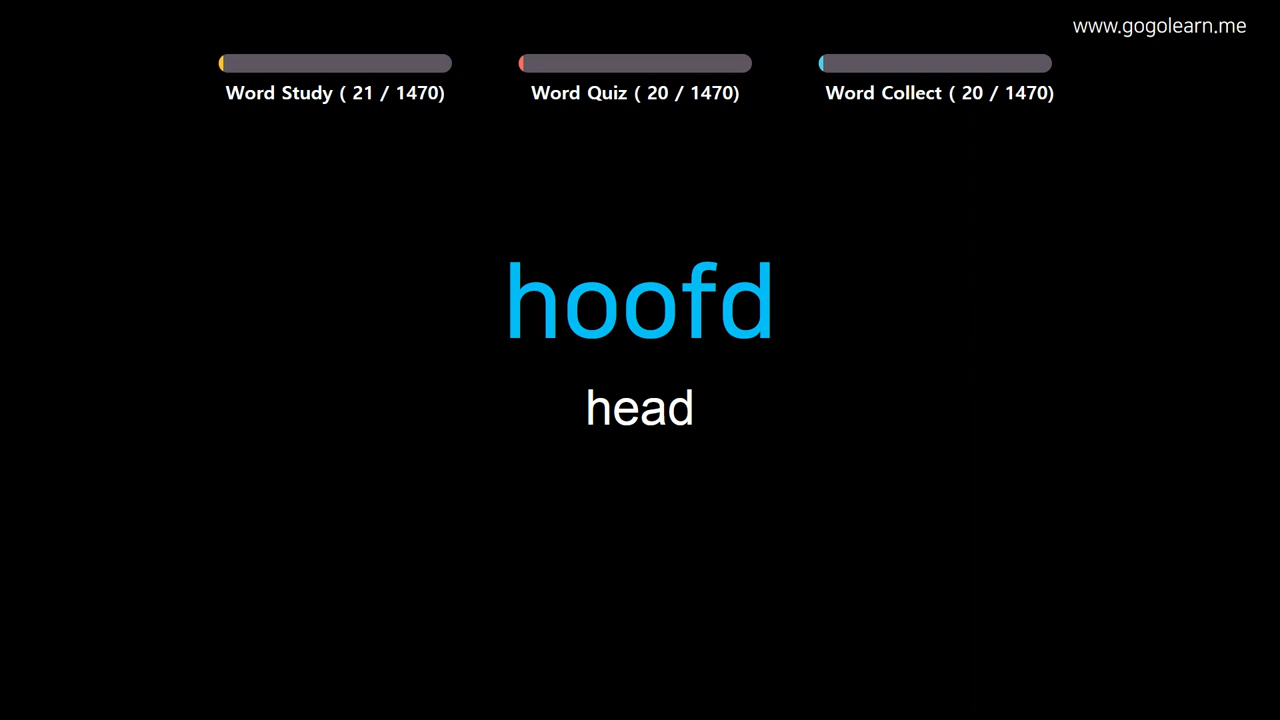 www.gogolearn.me
Word Study ( 21 / 1470)
Word Quiz ( 20 / 1470)
Word Collect ( 20 / 1470)
hoofd
head